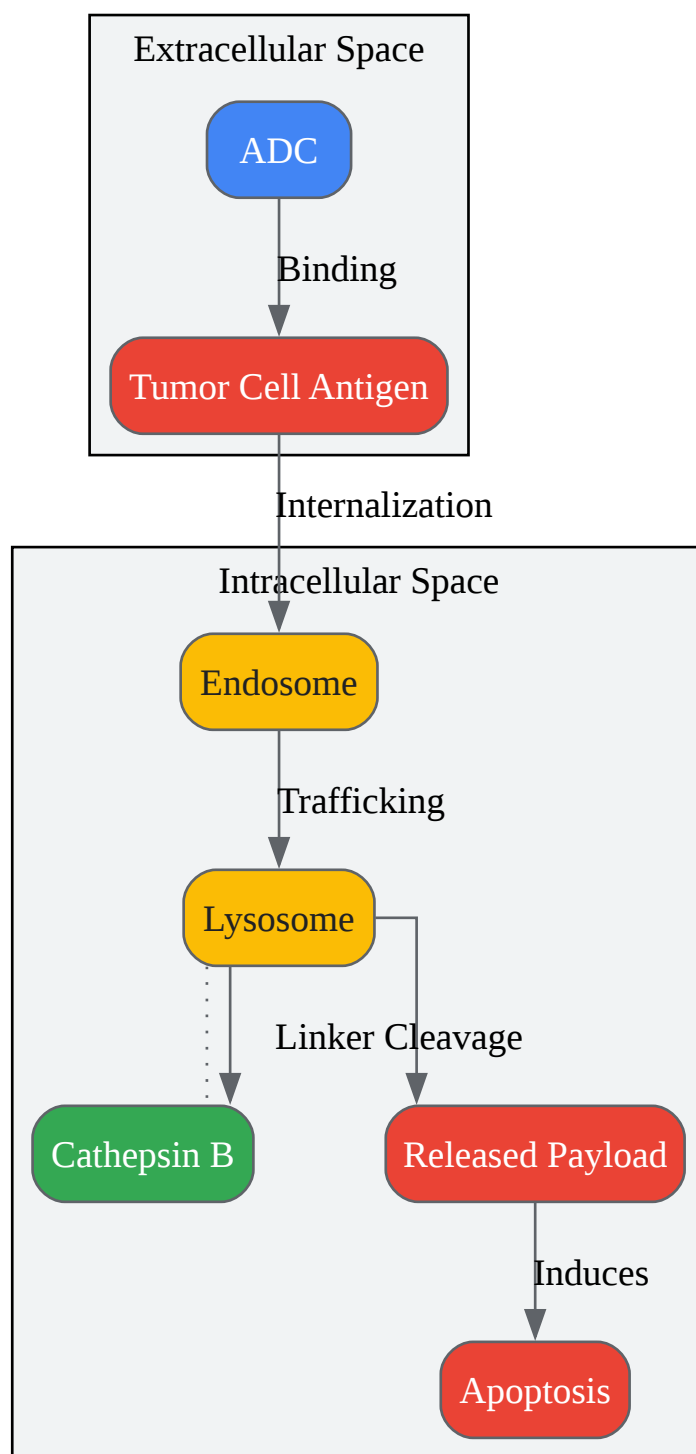 Extracellular Space
ADC
Binding
Tumor Cell Antigen
Internalization
Intracellular Space
Endosome
Trafficking
Lysosome
Linker Cleavage
Cathepsin B
Released Payload
Induces
Apoptosis